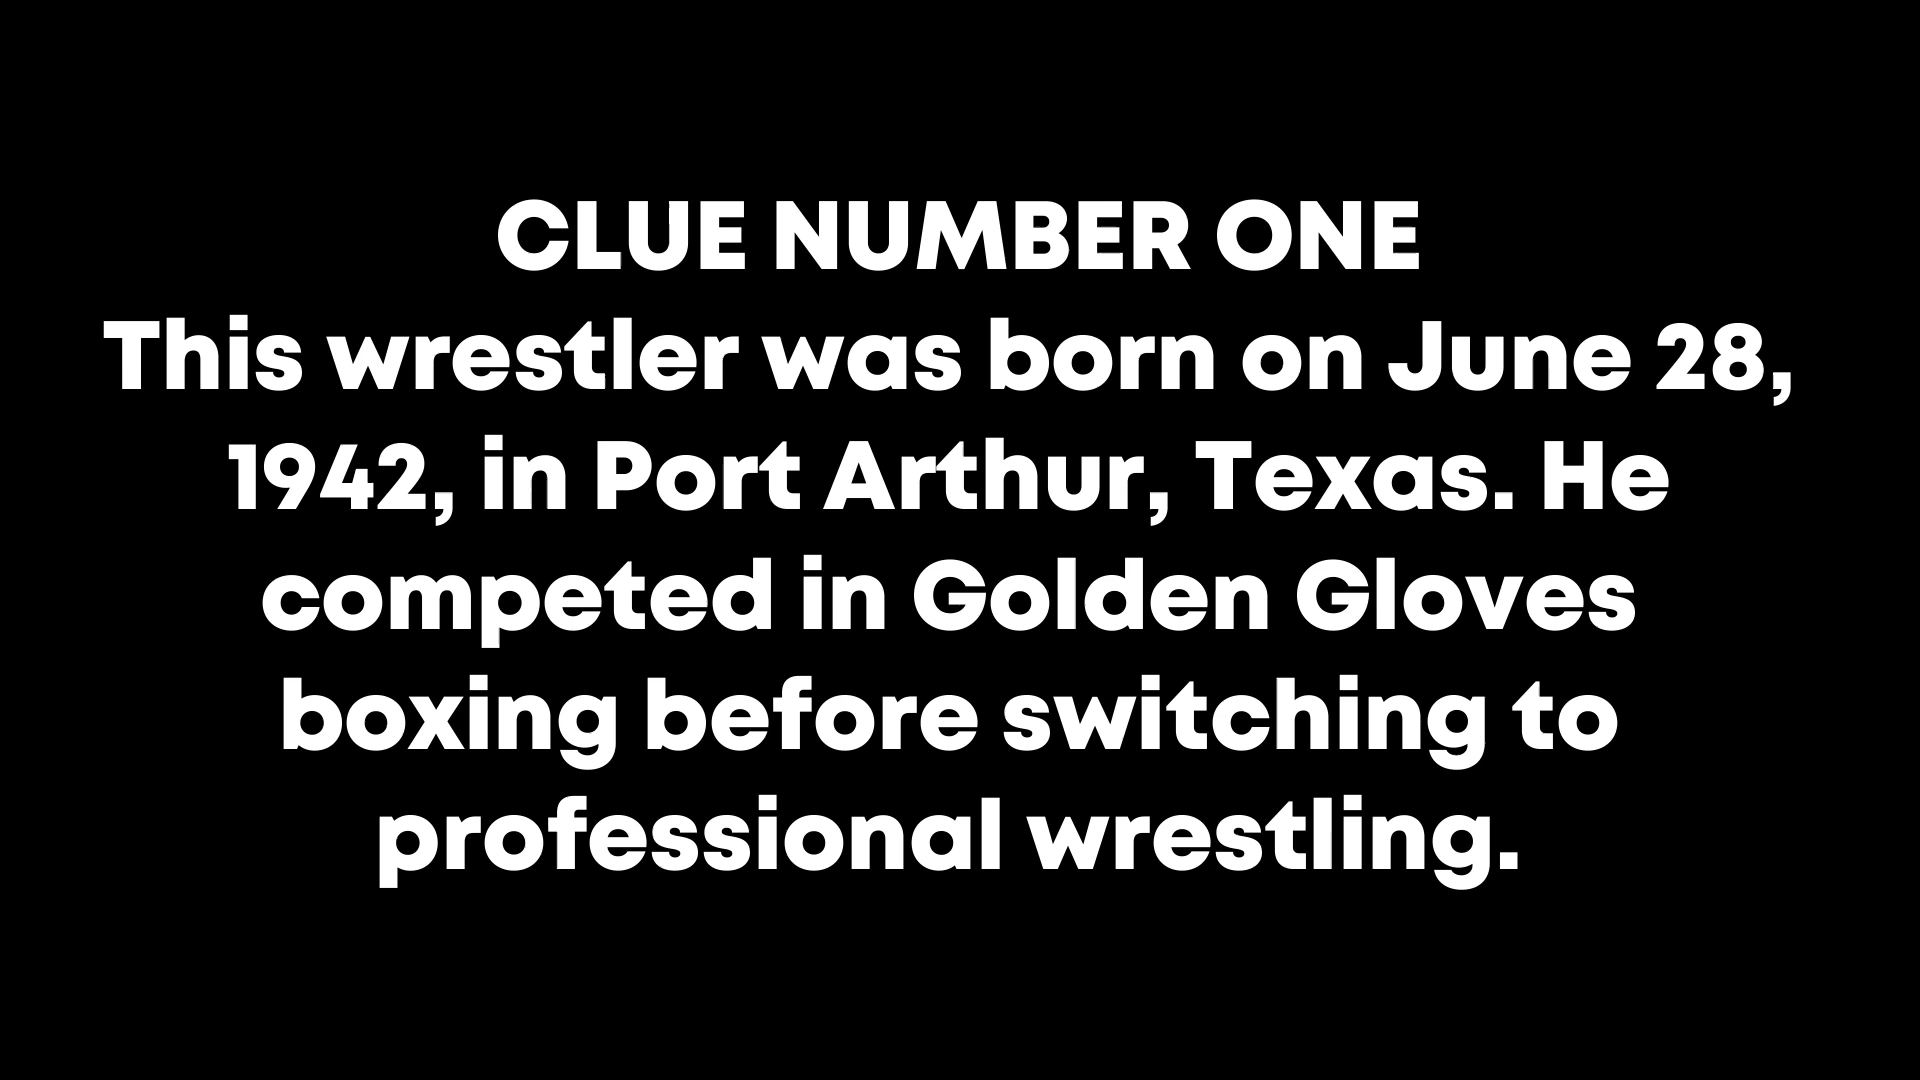 CLUE NUMBER ONE
This wrestler was born on June 28,
1942, in Port Arthur, Texas. He
competed in Golden Gloves
boxing before switching to
professional wrestling.